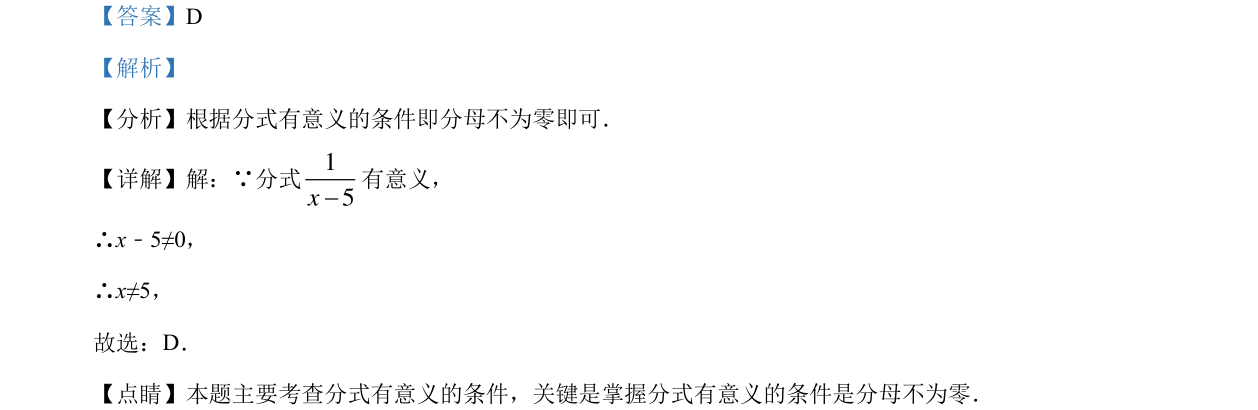 【答案】D
【解析】
【分析】根据分式有意义的条件即分母不为零即可．
【详解】解：∵分式 1/(x－5) 有意义，
∴x﹣5≠0，
∴x≠5，
故选：D．
【点睛】本题主要考查分式有意义的条件，关键是掌握分式有意义的条件是分母不为零．